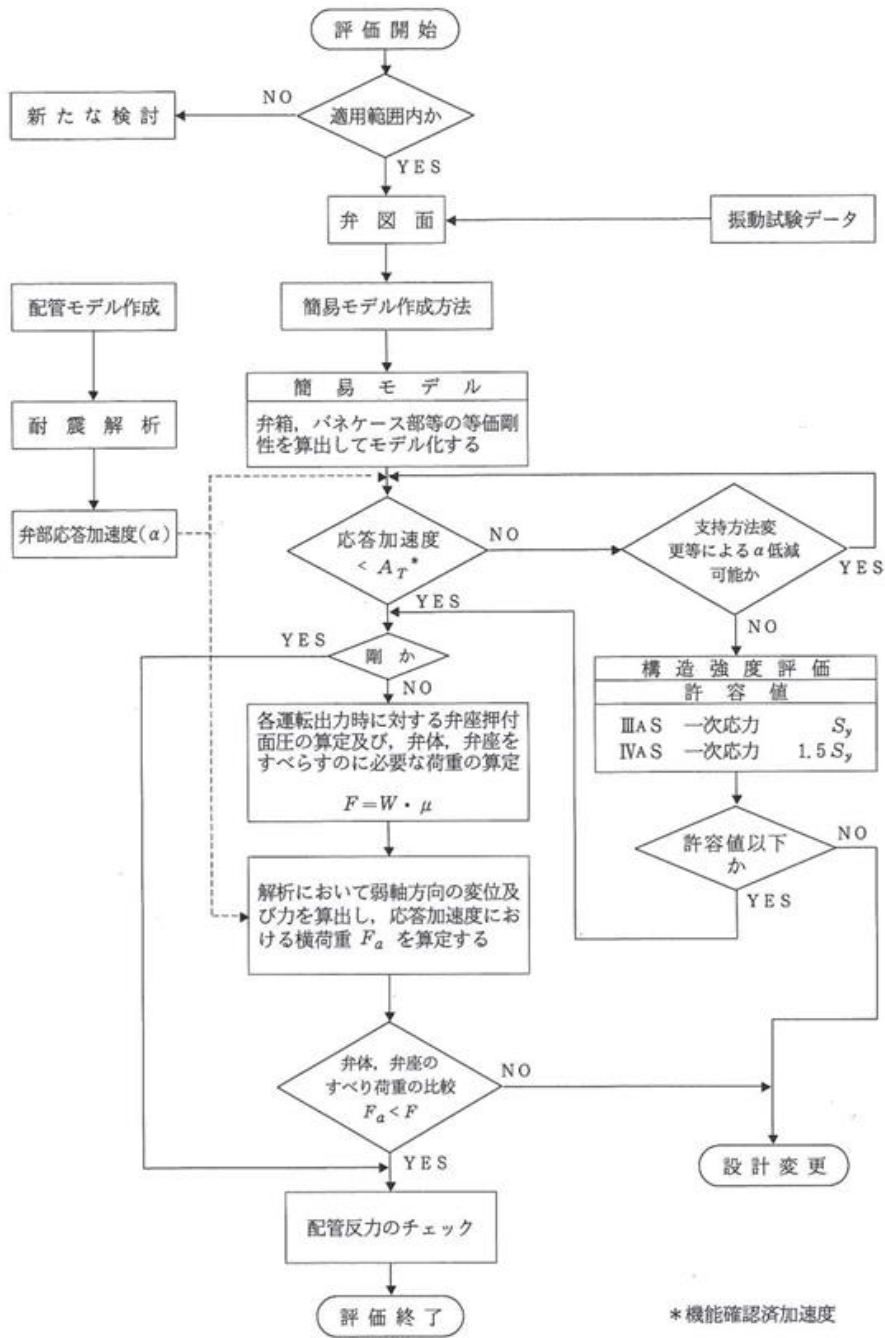 評価開始
NO
適用範囲内か
新たな検討
YES
弁図面
振動試験データ
配管モデル作成
簡易モデル作成方法
簡易モデル
弁箱，バネケース部等の等価剛
性を算出してモデル化する
耐震解析
弁部応答加速度(α)
応答加速度
< A_T*
NO
支持方法変
更等によるα低減
可能か
YES
YES
NO
YES
剛か
NO
構造強度評価
許容値
ⅢAS 一次応力 S_y
ⅣAS 一次応力 1.5S_y
各運転出力時に対する弁座押付
面圧の算定及び，弁体，弁座を
すべらすのに必要な荷重の算定
F=W・μ
許容値以下
か
NO
YES
解析において弱軸方向の変位及
び力を算出し，応答加速度にお
ける横荷重 F_a を算定する
弁体，弁座の
すべり荷重の比較
F_a<F
NO
YES
設計変更
配管反力のチェック
評価終了
*機能確認済加速度